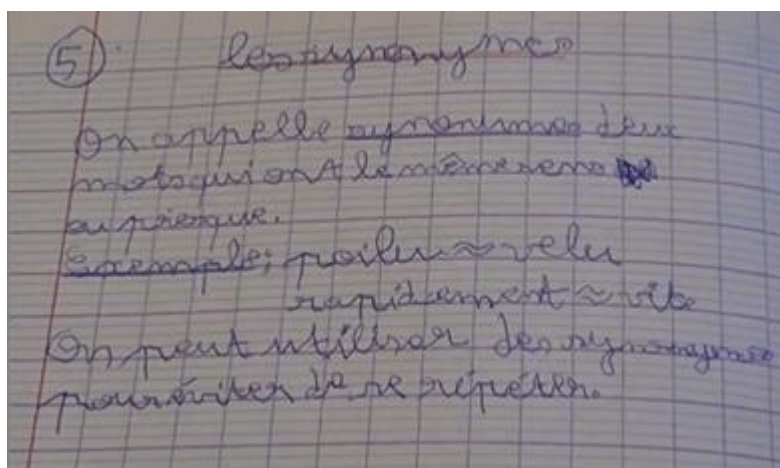 5 les synonymes
On appelle synonimes deux
mots qui ont le même sens
ou presque.
Exemple: poilu ≈ velu
rapidement ≈ vite
On peut utiliser des synonymes
pour éviter de se répéter.